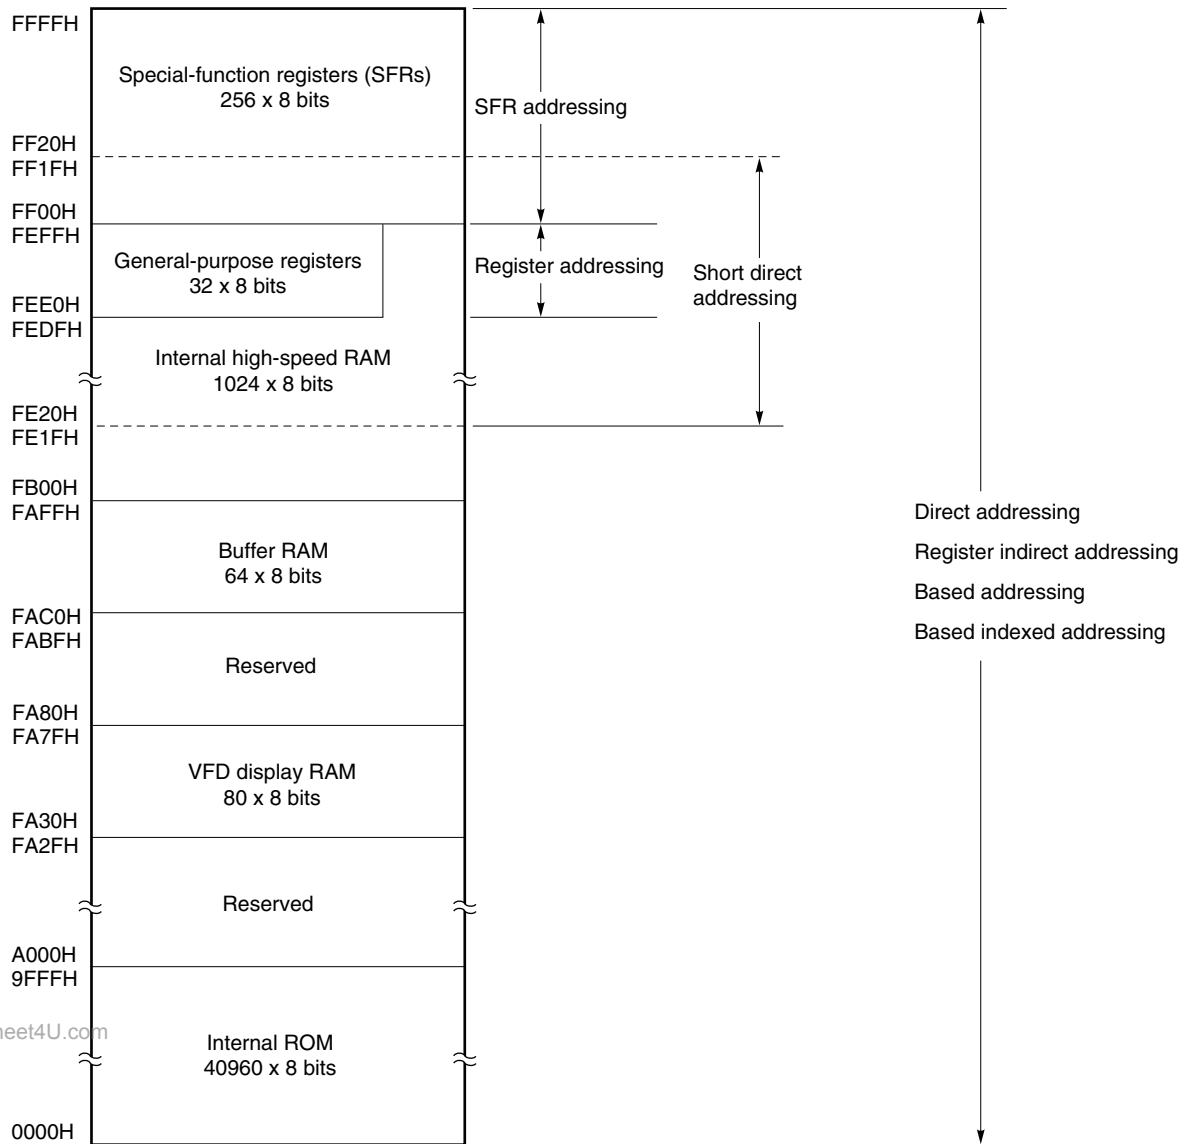 FFFFH
Special-function registers (SFRs)
256 x 8 bits
SFR addressing
FF20H
FF1FH
FF00H
FEFFH
General-purpose registers
32 x 8 bits
Register addressing
Short direct
addressing
FEE0H
FEDFH
Internal high-speed RAM
1024 x 8 bits
FE20H
FE1FH
FB00H
FAFFH
Buffer RAM
64 x 8 bits
Direct addressing
Register indirect addressing
Based addressing
Based indexed addressing
FAC0H
FABFH
Reserved
FA80H
FA7FH
VFD display RAM
80 x 8 bits
FA30H
FA2FH
Reserved
A000H
9FFFH
heet4U.com
Internal ROM
40960 x 8 bits
0000H